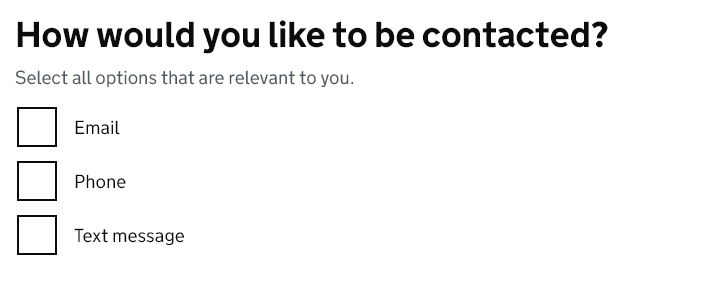 How would you like to be contacted?
Select all options that are relevant to you.
Email
Phone
Text message